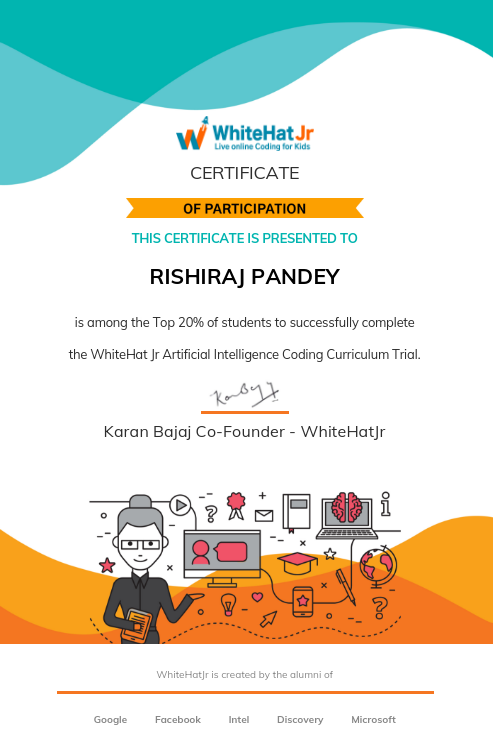 WhiteHat Jr
Live online Coding for Kids
CERTIFICATE
OF PARTICIPATION
THIS CERTIFICATE IS PRESENTED TO
RISHIRAJ PANDEY
is among the Top 20% of students to successfully complete
the WhiteHat Jr Artificial Intelligence Coding Curriculum Trial.
Karan Bajaj Co-Founder - WhiteHatJr
WhiteHatJr is created by the alumni of
Google Facebook Intel Discovery Microsoft